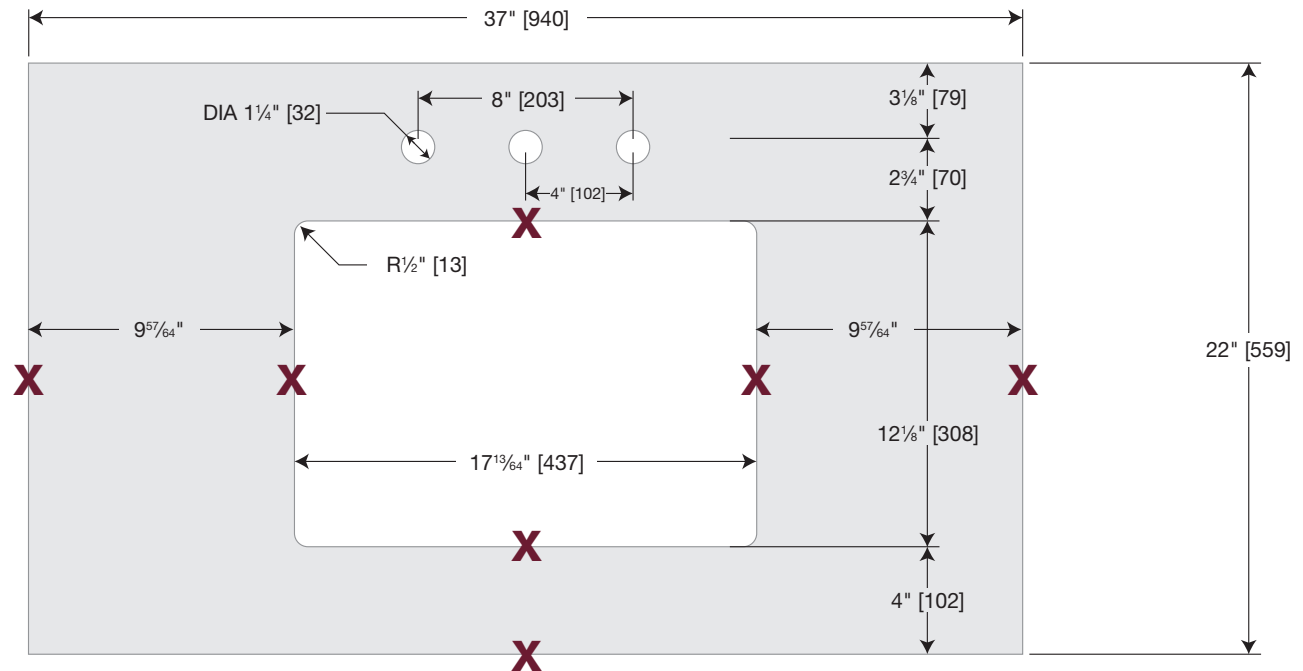 37" [940]
8" [203]
3⅛" [79]
DIA 1¼" [32]
2¾" [70]
4" [102]
X
R½" [13]
9⁵⁷⁄₆₄"
9⁵⁷⁄₆₄"
22" [559]
X
X
X
X
12⅛" [308]
17¹³⁄₆₄" [437]
X
4" [102]
X